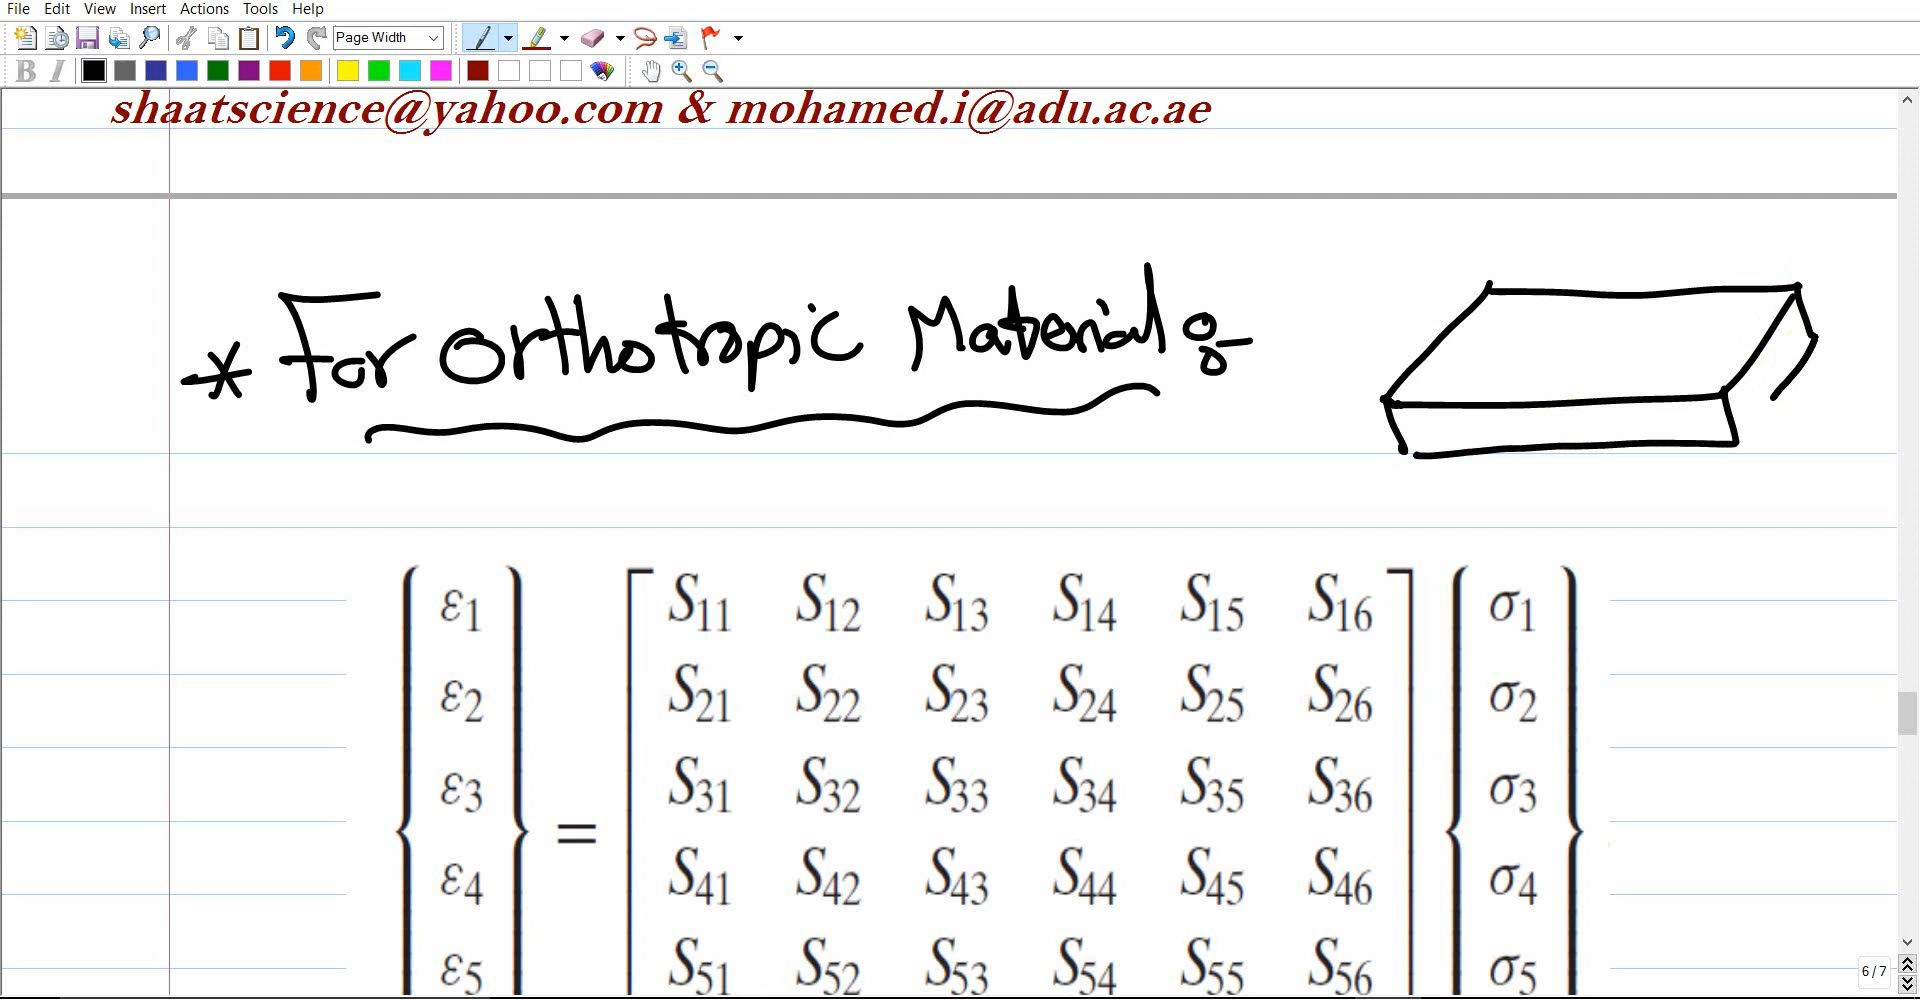 File Edit View Insert Actions Tools Help
Page Width
B I
shaatscience@yahoo.com & mohamed.i@adu.ac.ae
* For Orthotropic Material :-
ε1 S11 S12 S13 S14 S15 S16 σ1
ε2 S21 S22 S23 S24 S25 S26 σ2
ε3 S31 S32 S33 S34 S35 S36 σ3
=
ε4 S41 S42 S43 S44 S45 S46 σ4
ε5 S51 S52 S53 S54 S55 S56 σ5
6 / 7